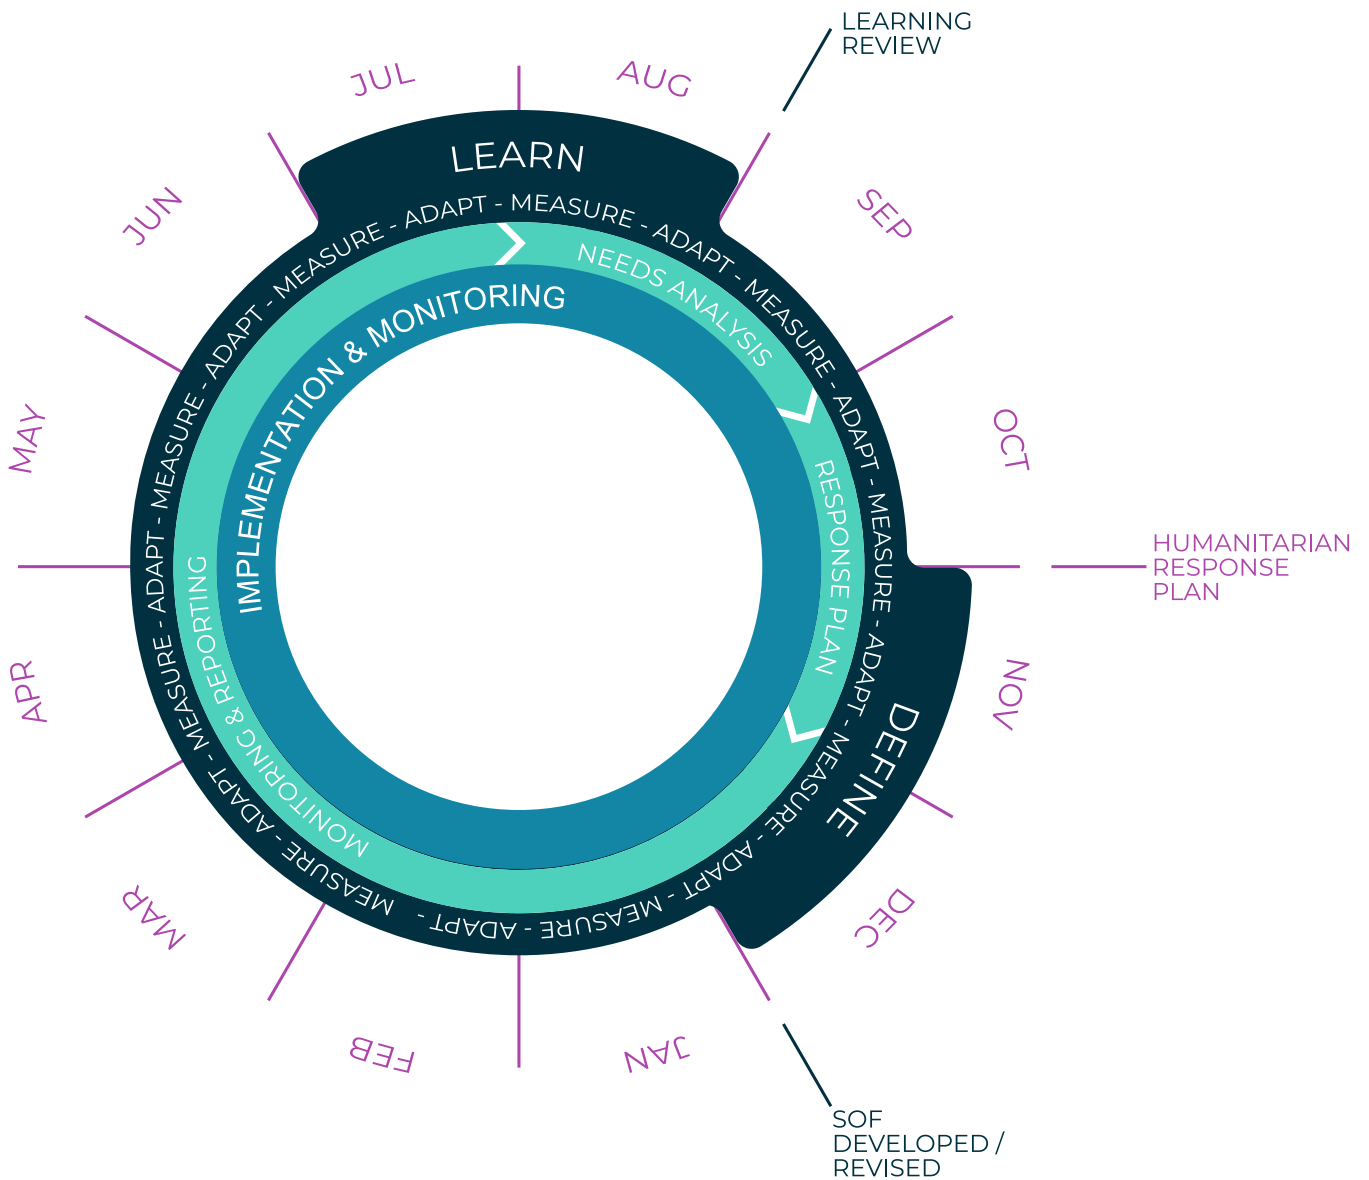 LEARNING
REVIEW
JUL
AUG
JUN
SEP
MAY
OCT
APR
NOV
MAR
DEC
FEB
JAN
LEARN
DEFINE
MEASURE - ADAPT - MEASURE - ADAPT - MEASURE - ADAPT - MEASURE - ADAPT - MEASURE - ADAPT - MEASURE - ADAPT - MEASURE - ADAPT - MEASURE - ADAPT - MEASURE - ADAPT -
NEEDS ANALYSIS
RESPONSE PLAN
MONITORING & REPORTING
IMPLEMENTATION & MONITORING
HUMANITARIAN
RESPONSE
PLAN
SOF
DEVELOPED /
REVISED